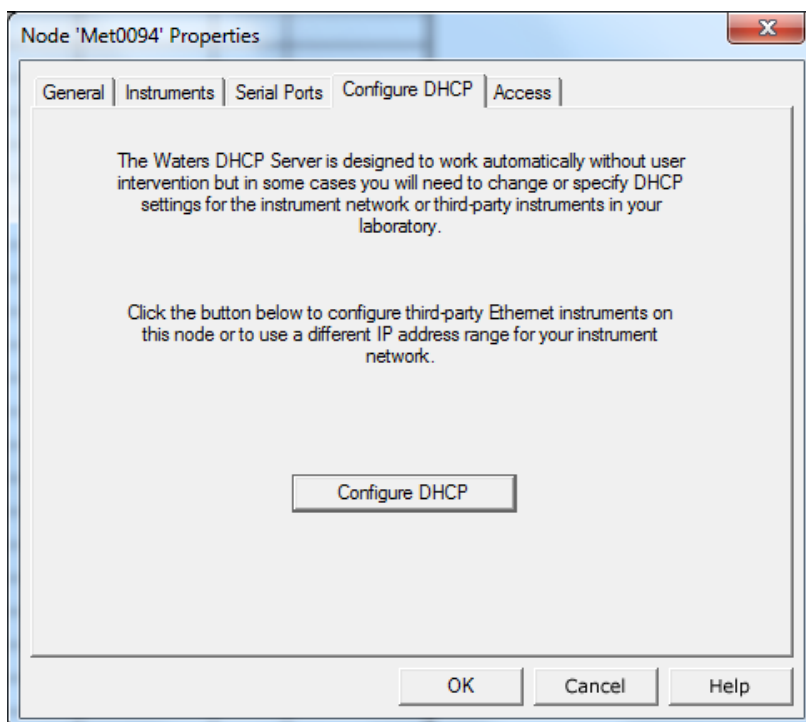 Node 'Met0094' Properties
General Instruments Serial Ports Configure DHCP Access
The Waters DHCP Server is designed to work automatically without user
intervention but in some cases you will need to change or specify DHCP
settings for the instrument network or third-party instruments in your
laboratory.
Click the button below to configure third-party Ethernet instruments on
this node or to use a different IP address range for your instrument
network.
Configure DHCP
OK Cancel Help